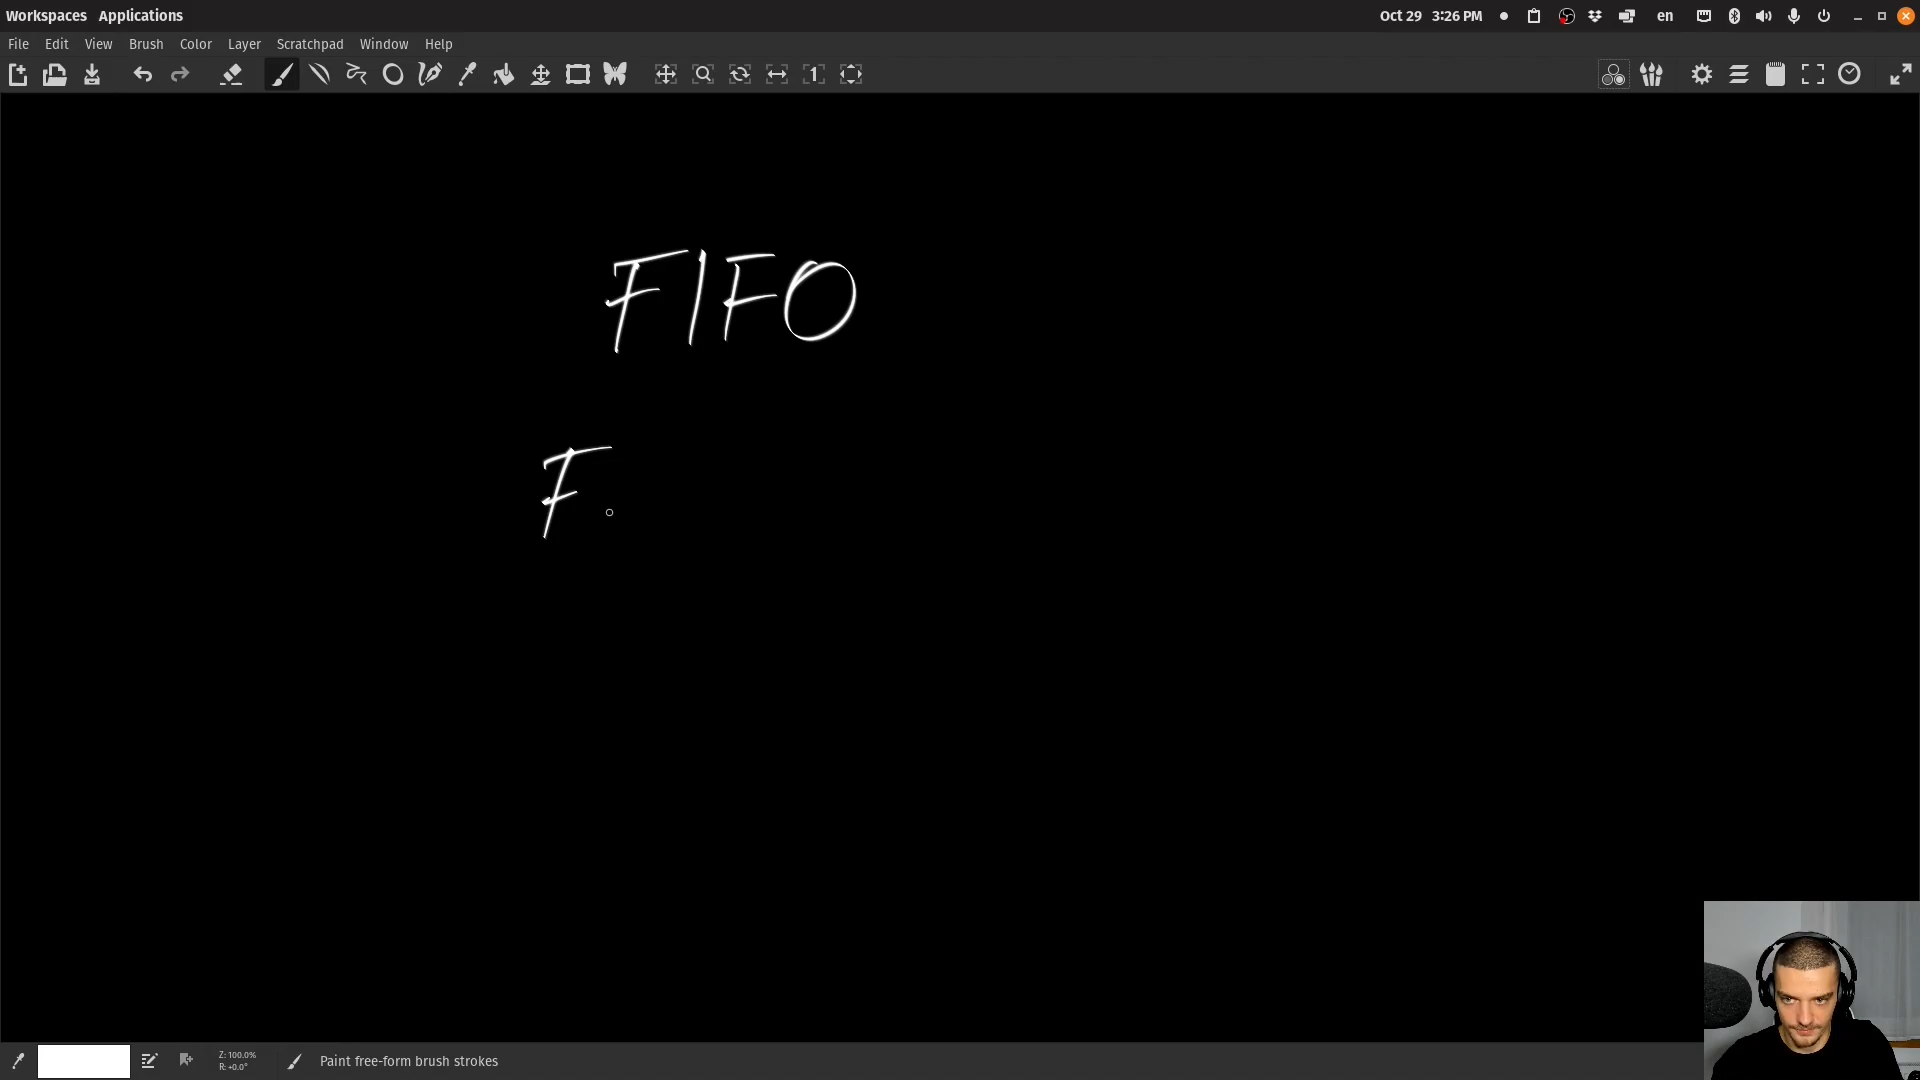 Workspaces Applications Oct 29 3:26 PM en
File Edit View Brush Color Layer Scratchpad Window Help
FIFO
F
Z: 100.0%
R: +0.0°
Paint free-form brush strokes